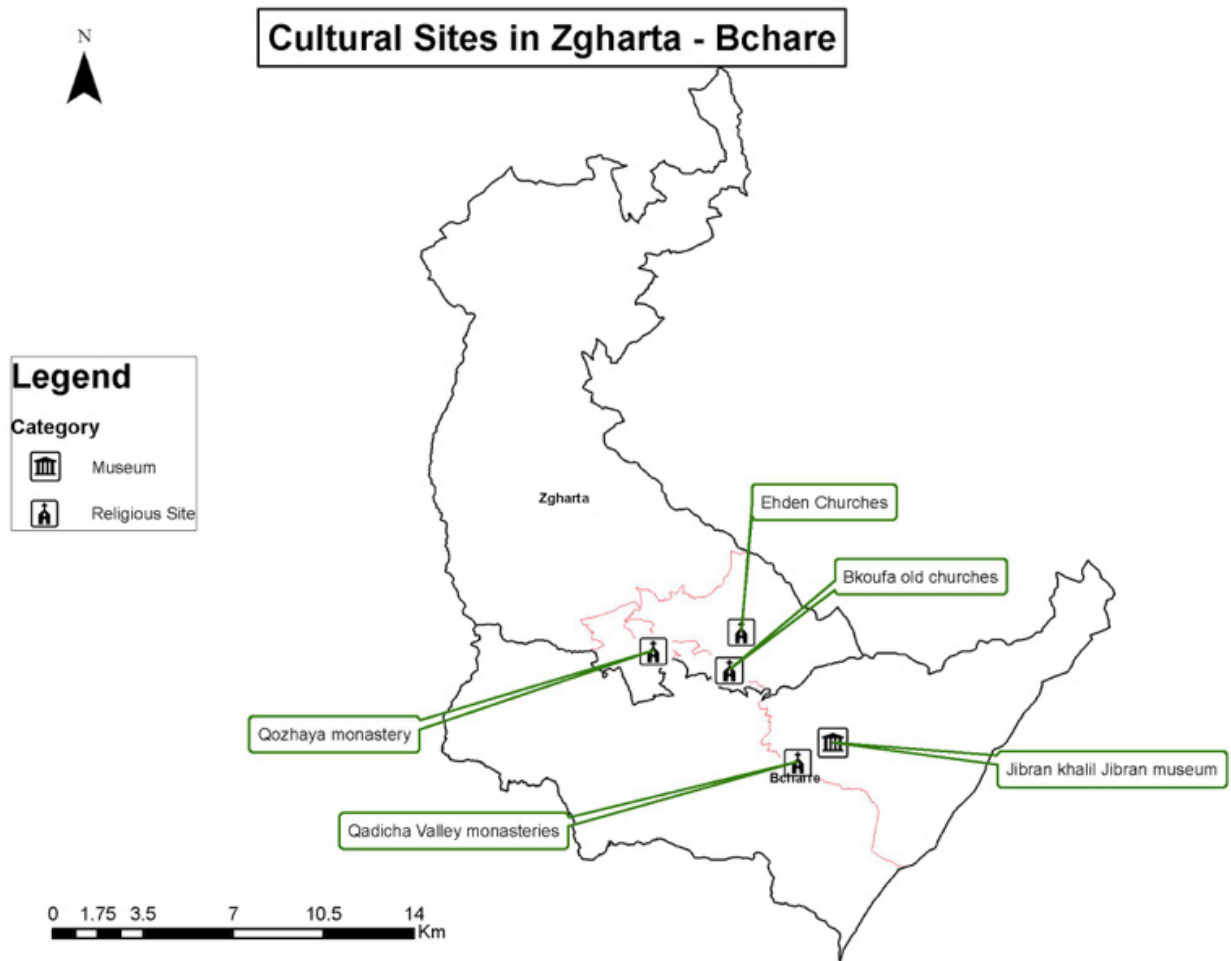 Cultural Sites in Zgharta - Bchare
N
Legend
Category
Museum
Religious Site
Zgharta
Ehden Churches
Bkoufa old churches
Qozhaya monastery
Jibran khalil Jibran museum
Bcharre
Qadicha Valley monasteries
0 1.75 3.5 7 10.5 14
Km